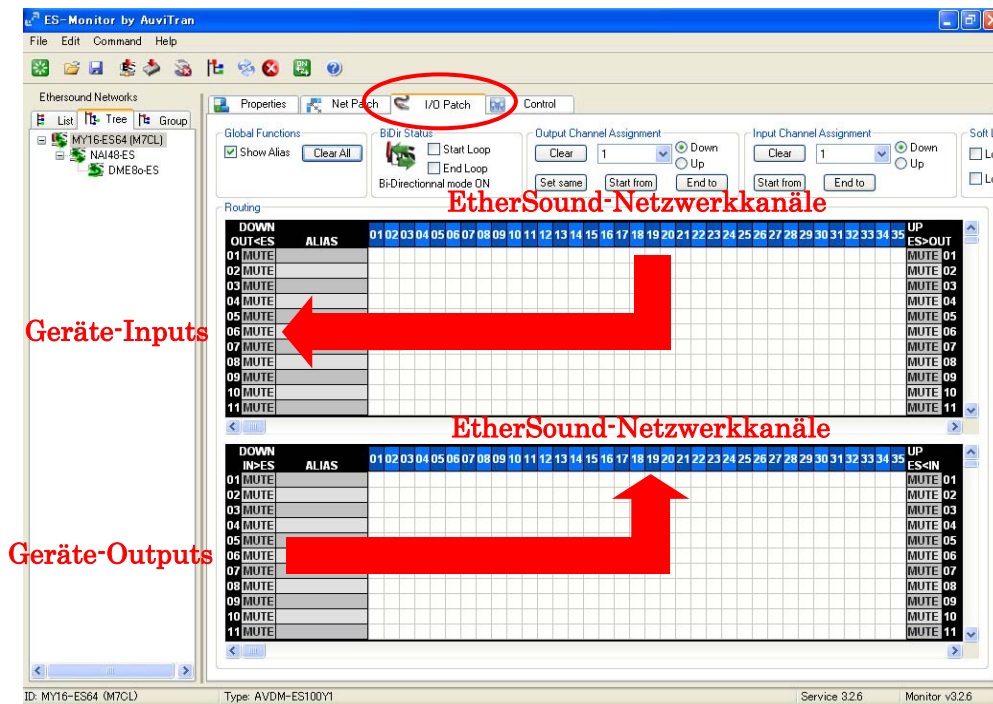 ES-Monitor by AuviTran
File Edit Command Help
Ethersound Networks
List Tree Group
MY16-ES64 (M7CL)
NAI48-ES
DME8o-ES
Properties Net Patch I/O Patch Control
Global Functions
Show Alias Clear All
BiDir Status
Start Loop
End Loop
Bi-Directionnal mode ON
Output Channel Assignment
Clear 1 Down
Up
Set same Start from End to
Input Channel Assignment
Clear 1 Down
Up
Start from End to
Soft L
Lo
Lo
Routing
EtherSound-Netzwerkkanäle
DOWN UP
OUT<ES ALIAS 01 02 03 04 05 06 07 08 09 10 11 12 13 14 15 16 17 18 19 20 21 22 23 24 25 26 27 28 29 30 31 32 33 34 35 ES>OUT
01 MUTE MUTE 01
02 MUTE MUTE 02
03 MUTE MUTE 03
04 MUTE MUTE 04
05 MUTE MUTE 05
Geräte-Inputs
06 MUTE MUTE 06
07 MUTE MUTE 07
08 MUTE MUTE 08
09 MUTE MUTE 09
10 MUTE MUTE 10
11 MUTE MUTE 11
EtherSound-Netzwerkkanäle
DOWN UP
IN>ES ALIAS 01 02 03 04 05 06 07 08 09 10 11 12 13 14 15 16 17 18 19 20 21 22 23 24 25 26 27 28 29 30 31 32 33 34 35 ES<IN
01 MUTE MUTE 01
02 MUTE MUTE 02
03 MUTE MUTE 03
04 MUTE MUTE 04
05 MUTE MUTE 05
Geräte-Outputs
06 MUTE MUTE 06
07 MUTE MUTE 07
08 MUTE MUTE 08
09 MUTE MUTE 09
10 MUTE MUTE 10
11 MUTE MUTE 11
ID: MY16-ES64 (M7CL) Type: AVDM-ES100Y1 Service 3.2.6 Monitor v3.2.6